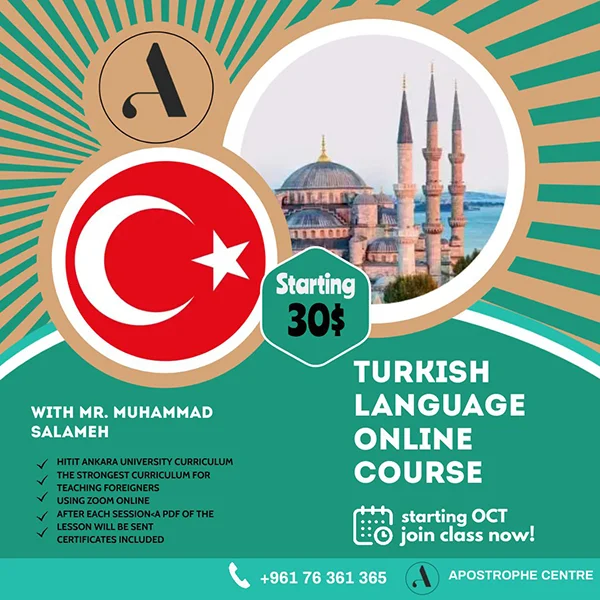 A
Starting
30$
TURKISH
LANGUAGE
ONLINE
COURSE
WITH MR. MUHAMMAD
SALAMEH
HITIT ANKARA UNIVERSITY CURRICULUM
THE STRONGEST CURRICULUM FOR
TEACHING FOREIGNERS
USING ZOOM ONLINE
AFTER EACH SESSION<A PDF OF THE
LESSON WILL BE SENT
CERTIFICATES INCLUDED
starting OCT
join class now!
+961 76 361 365
A
APOSTROPHE CENTRE